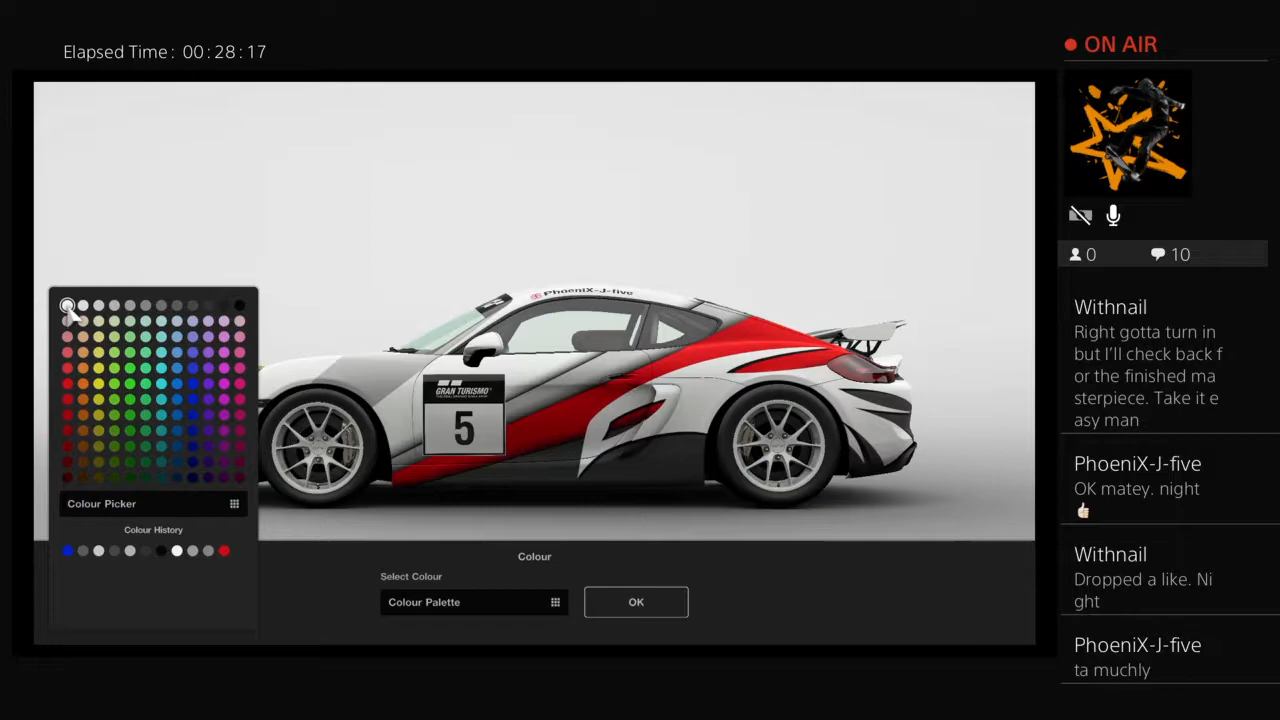 Elapsed Time: 00:28:17
ON AIR
0
10
PhoeniX-J-five
GRAN TURISMO
5
Colour Picker
Colour History
Colour
Select Colour
Colour Palette
OK
Withnail
Right gotta turn in
but I'll check back f
or the finished ma
sterpiece. Take it e
asy man
PhoeniX-J-five
OK matey. night
Withnail
Dropped a like. Ni
ght
PhoeniX-J-five
ta muchly